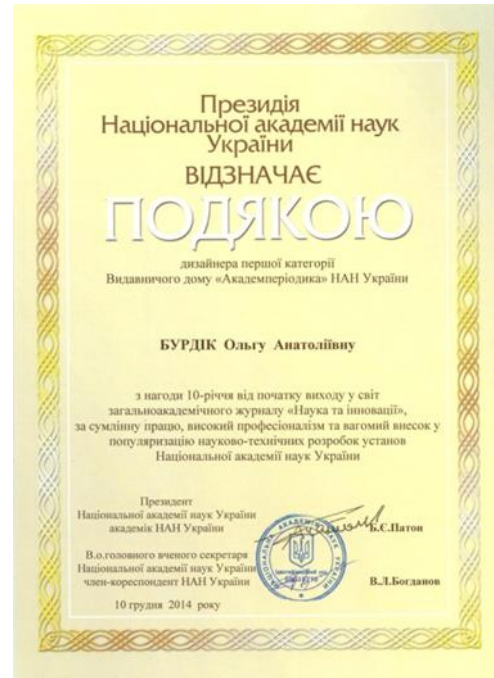 Президія
Національної академії наук
України
ВІДЗНАЧАЄ
ПОДЯКОЮ
дизайнера першої категорії
Видавничого дому «Академперіодика» НАН України
БУРДІК Ольгу Анатоліївну
з нагоди 10-річчя від початку виходу у світ
загальноакадемічного журналу «Наука та інновації»,
за сумлінну працю, високий професіоналізм та вагомий внесок у
популяризацію науково-технічних розробок установ
Національної академії наук України
Президент
Національної академії наук України
академік НАН України
Б.Є.Патон
В.о.головного вченого секретаря
Національної академії наук України
член-кореспондент НАН України
В.Л.Богданов
10 грудня 2014 року